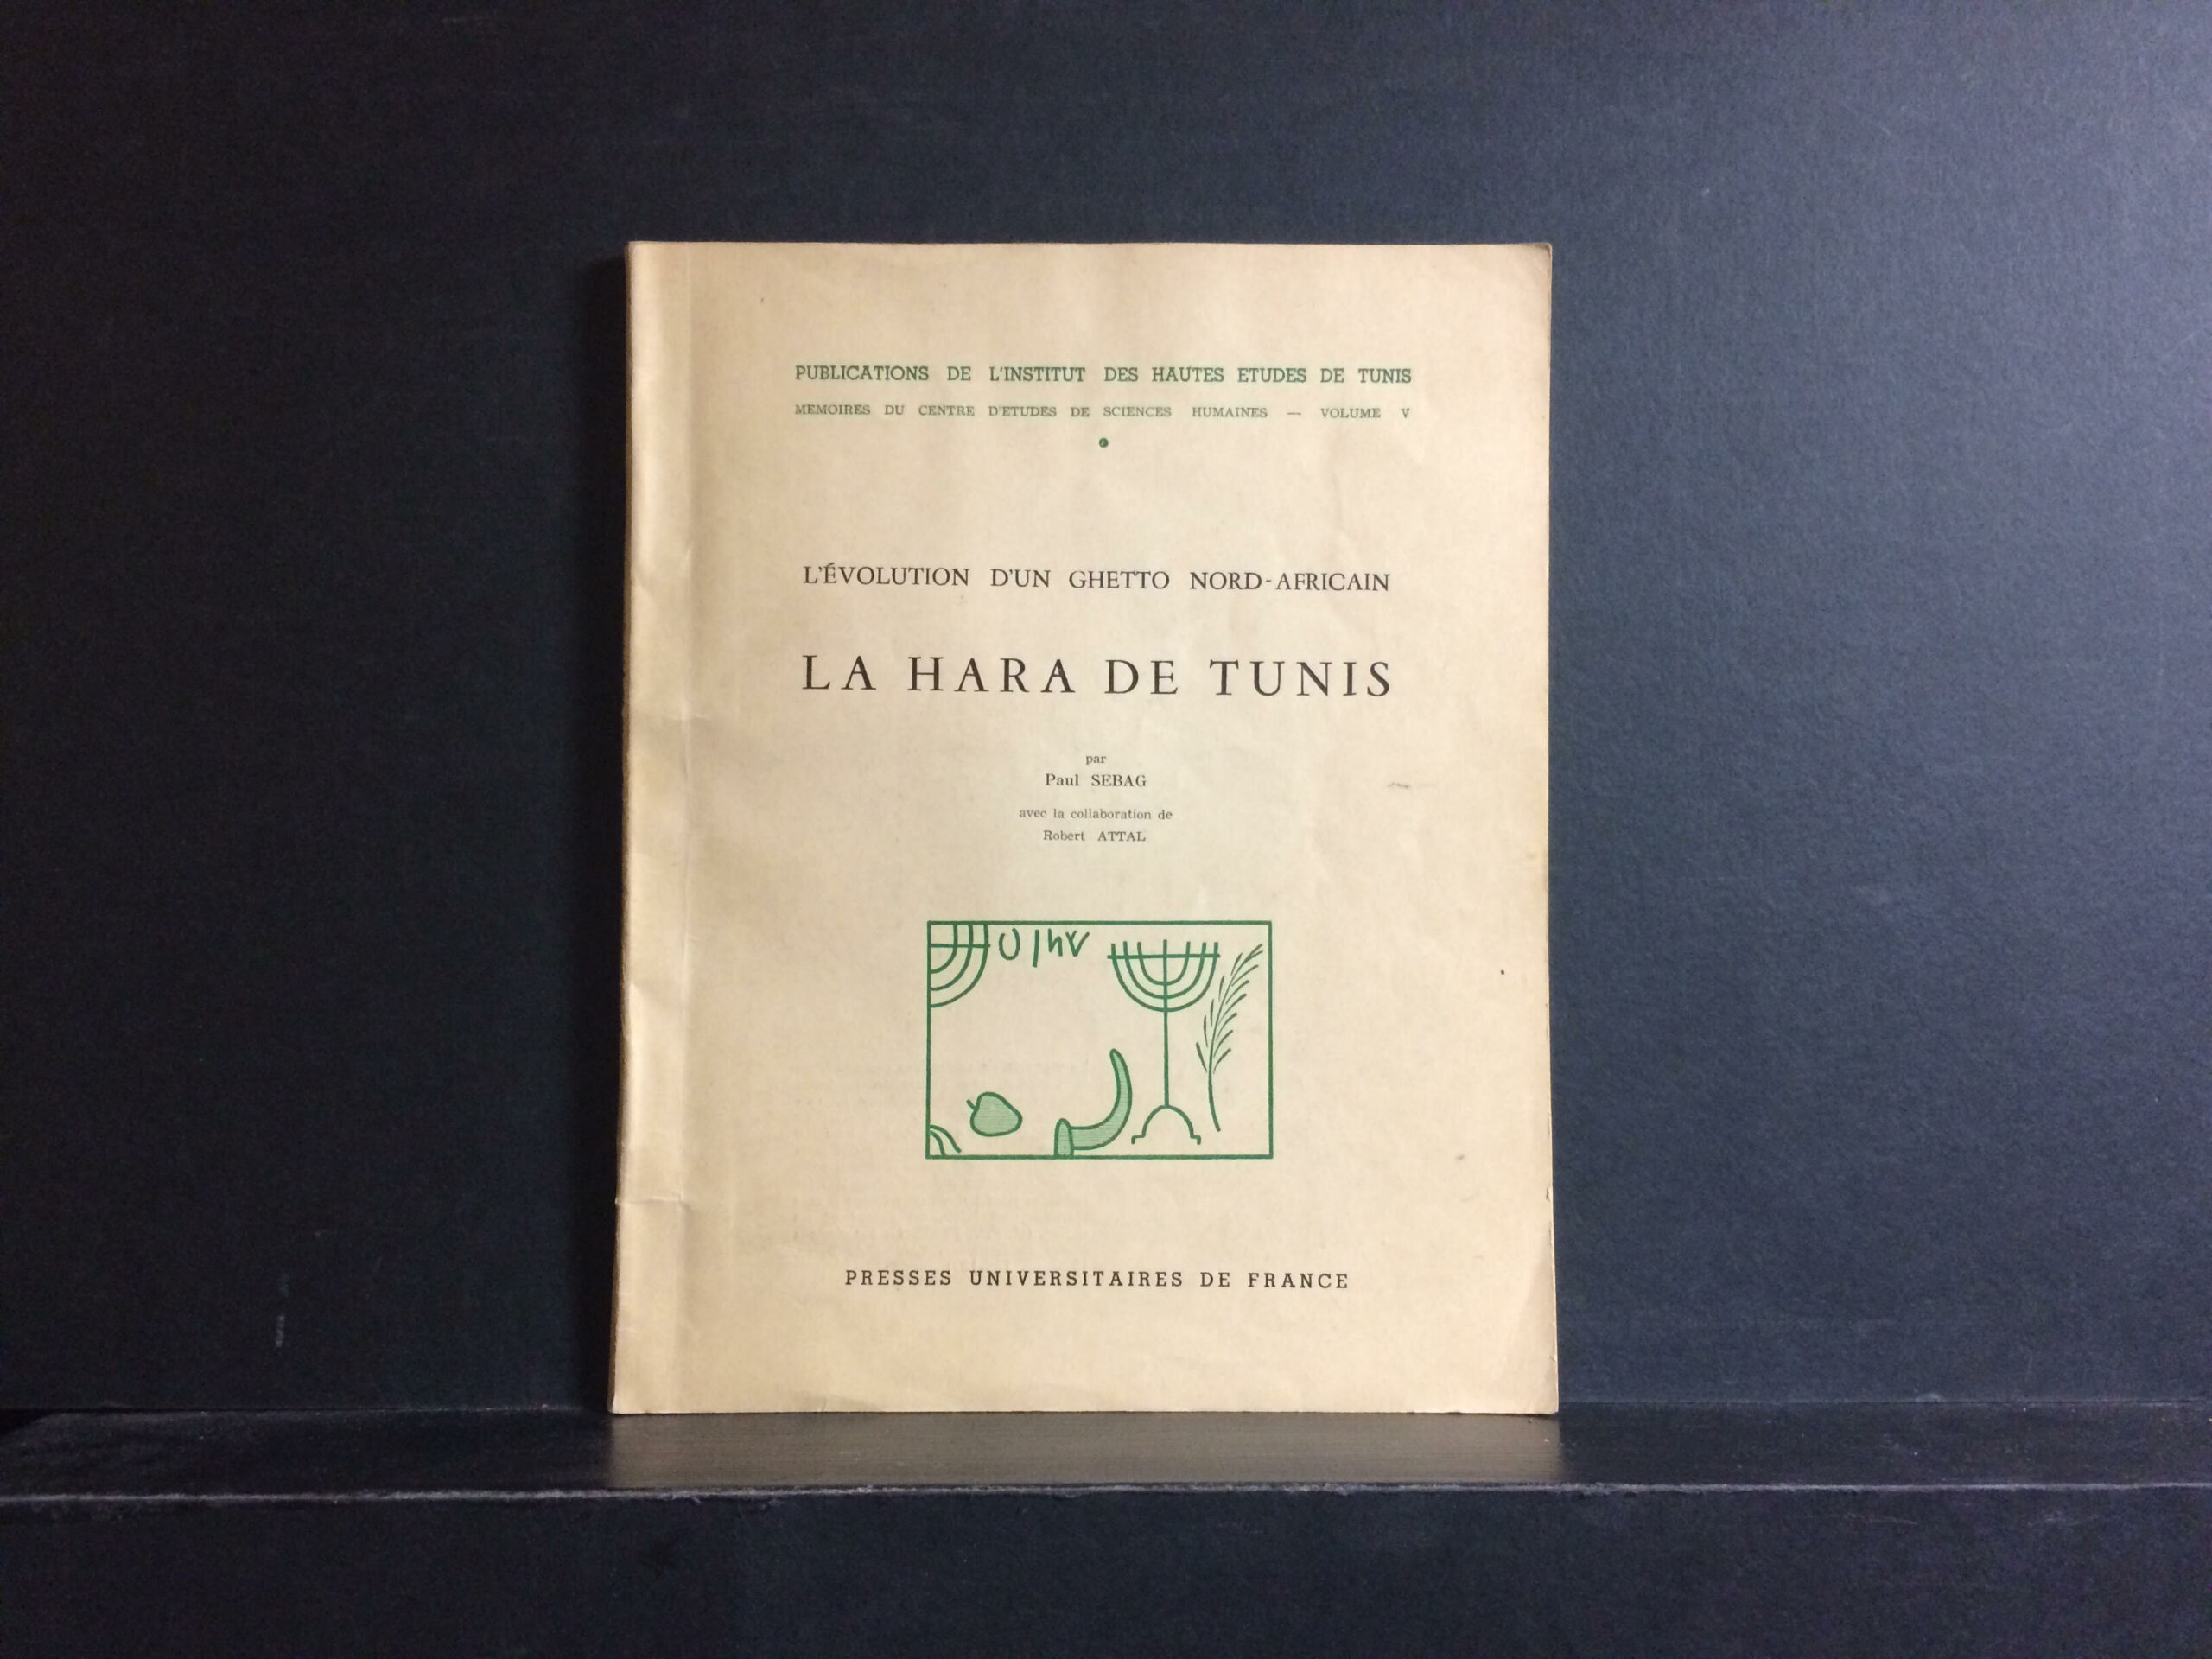 PUBLICATIONS DE L'INSTITUT DES HAUTES ETUDES DE TUNIS
MEMOIRES DU CENTRE D'ETUDES DE SCIENCES HUMAINES — VOLUME V
L'ÉVOLUTION D'UN GHETTO NORD-AFRICAIN
LA HARA DE TUNIS
par
Paul SEBAG
avec la collaboration de
Robert ATTAL
PRESSES UNIVERSITAIRES DE FRANCE